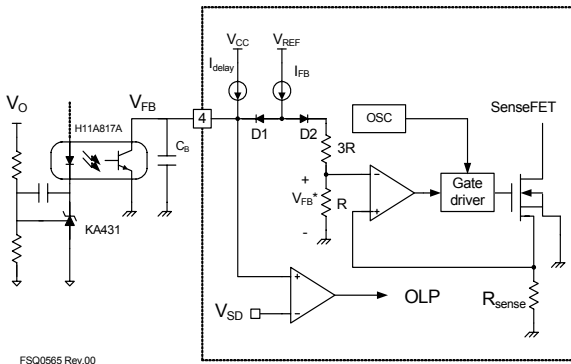 V_CC V_REF
I_delay I_FB
V_O V_FB H11A817A
4 D1 D2
C_B
3R
OSC
SenseFET
+
V_FB* R
-
−
+
Gate driver
KA431
+
−
V_SD
OLP
R_sense
FSQ0565 Rev.00